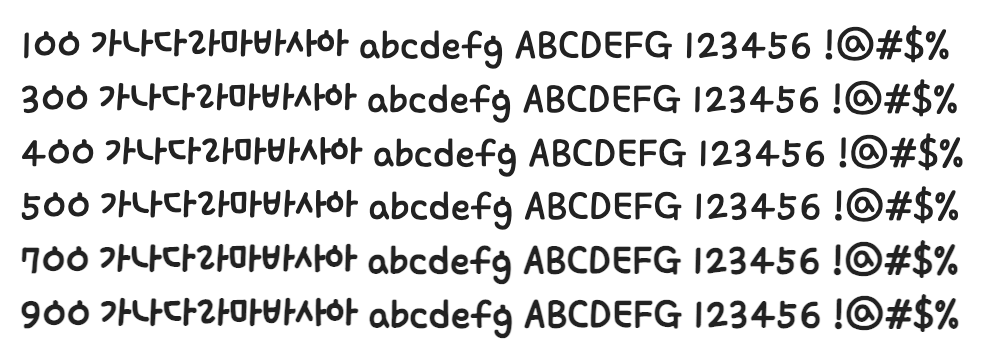 100 가나다라마바사아 abcdefg ABCDEFG 123456 !@#$%
300 가나다라마바사아 abcdefg ABCDEFG 123456 !@#$%
400 가나다라마바사아 abcdefg ABCDEFG 123456 !@#$%
500 가나다라마바사아 abcdefg ABCDEFG 123456 !@#$%
700 가나다라마바사아 abcdefg ABCDEFG 123456 !@#$%
900 가나다라마바사아 abcdefg ABCDEFG 123456 !@#$%